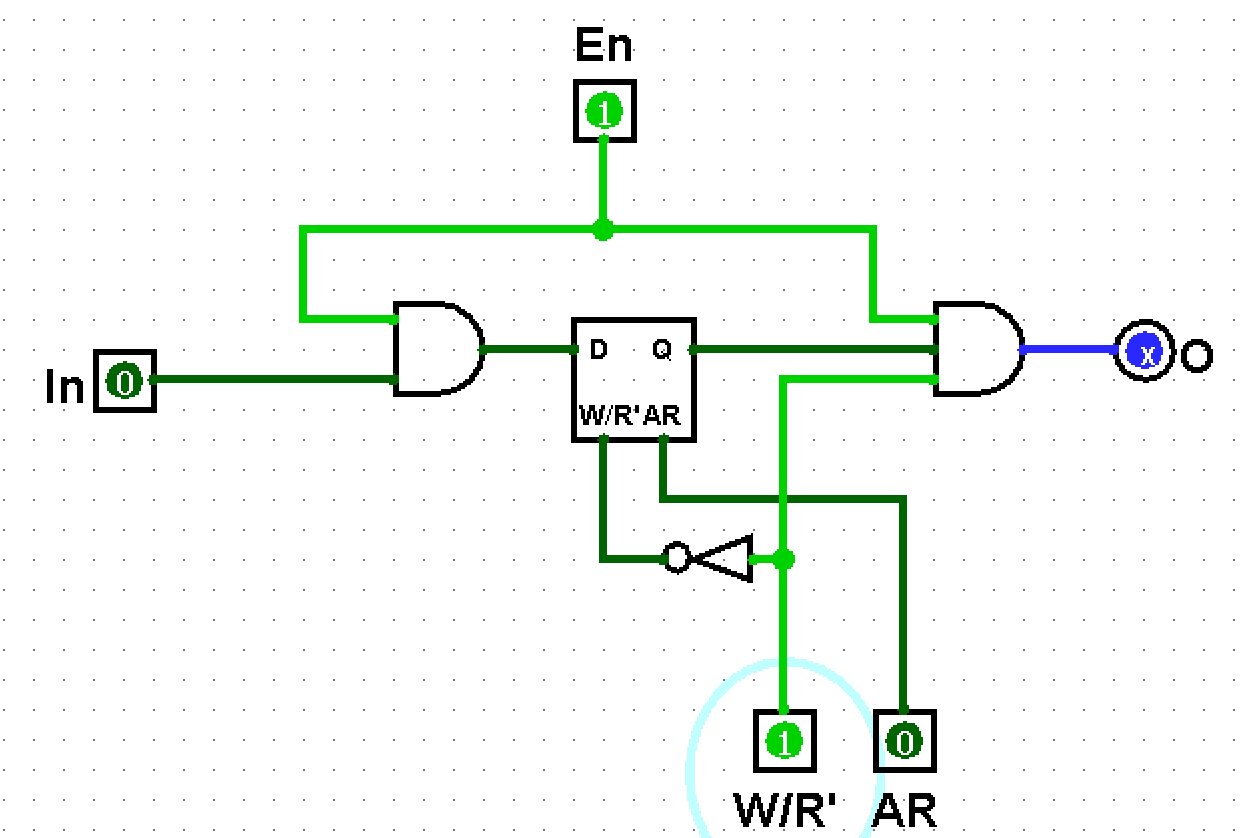 En
1
In 0
D Q
W/R' AR
x O
1 0
W/R' AR